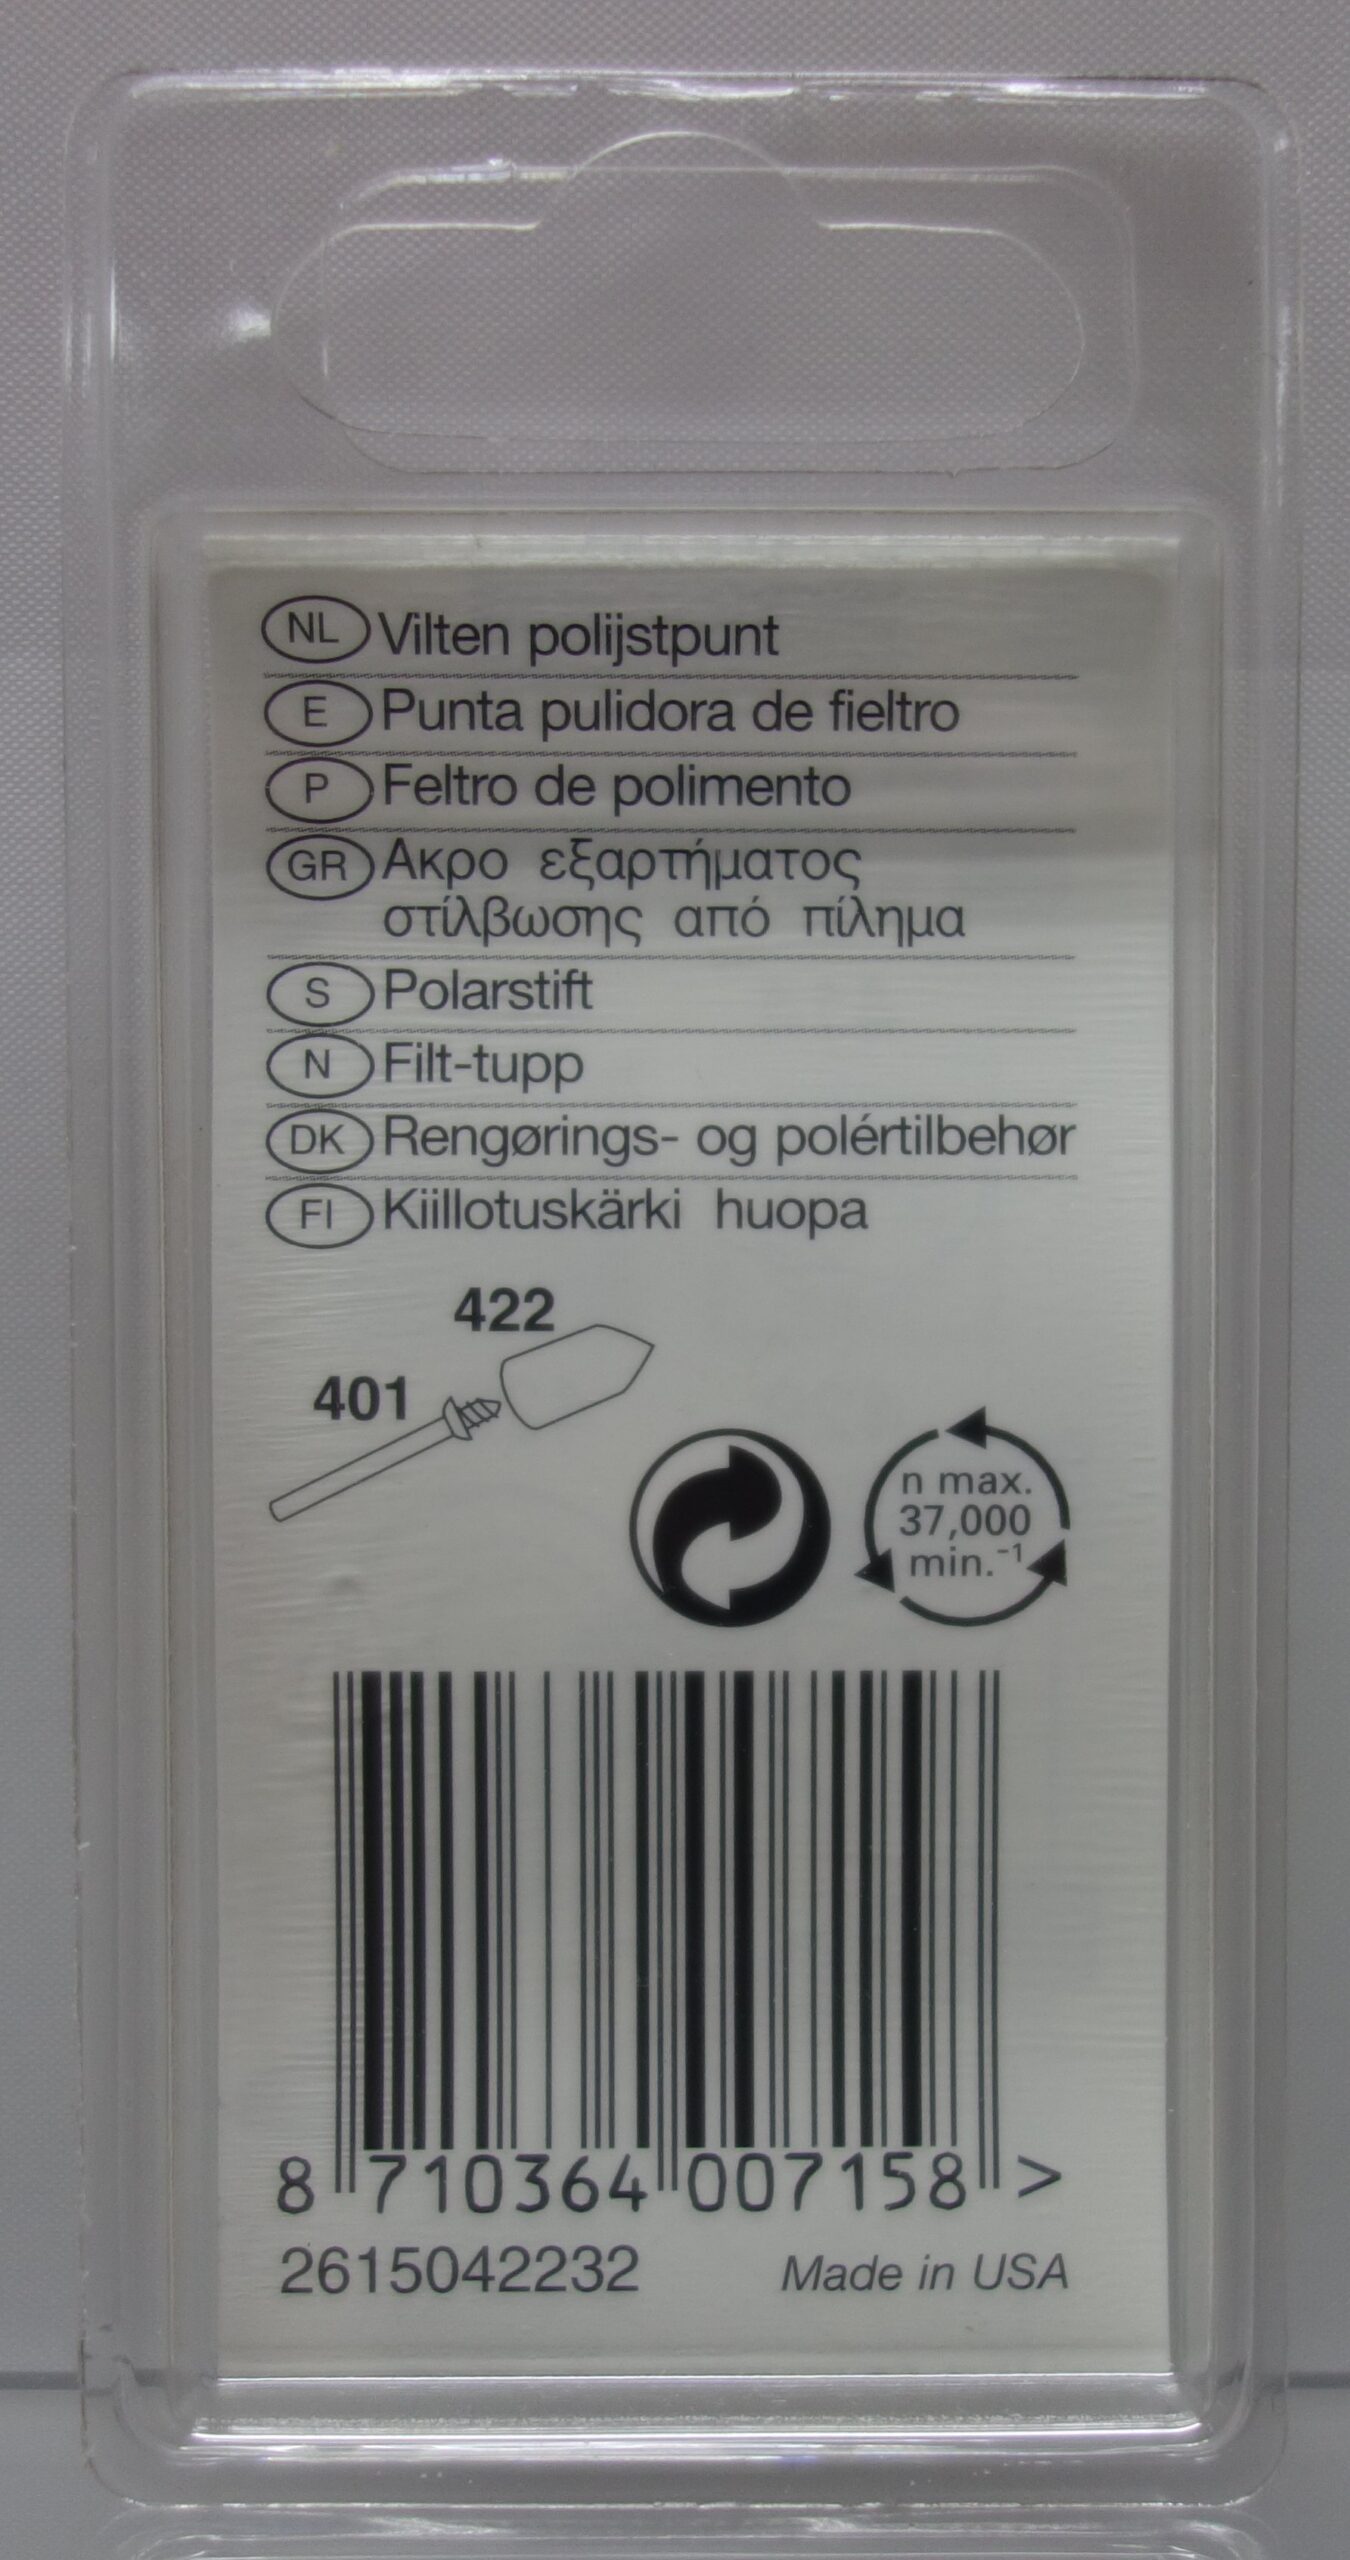 NL Vilten polijstpunt
E Punta pulidora de fieltro
P Feltro de polimento
GR Ακρο εξαρτήματος
στίλβωσης από πίλημα
S Polarstift
N Filt-tupp
DK Rengørings- og polértilbehør
FI Kiillotuskärki huopa
422
401
n max.
37,000
min.⁻¹
8 710364 007158 >
2615042232 Made in USA